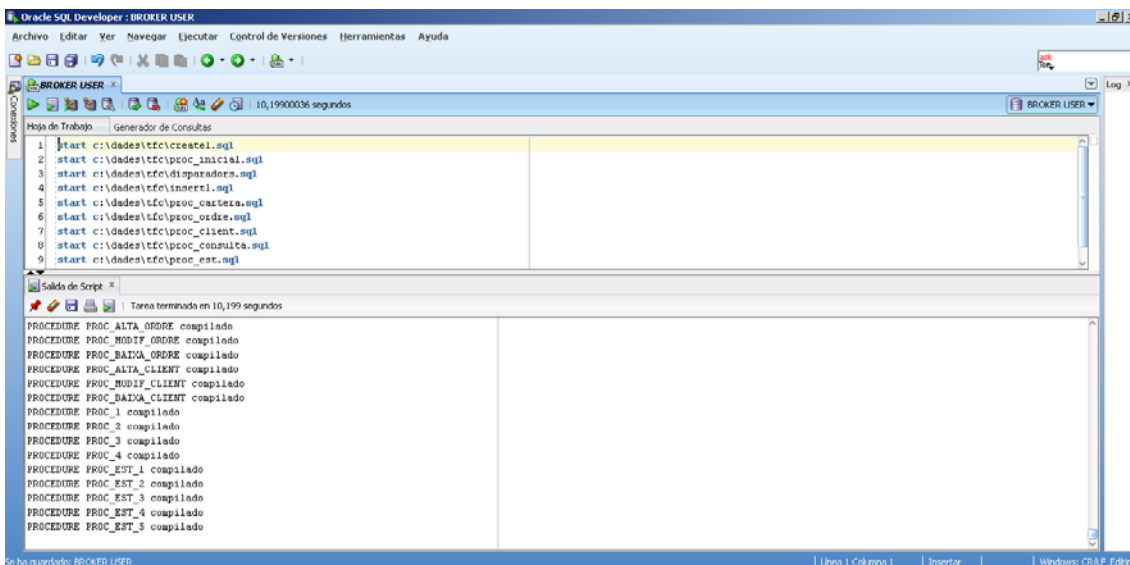 Oracle SQL Developer : BROKER USER
Archivo Editar Ver Navegar Ejecutar Control de Versiones Herramientas Ayuda
ask
Tom
BROKER USER
Log
Conexiones
10,19900036 segundos
BROKER USER
Hoja de Trabajo Generador de Consultas
1 start c:\dades\tfc\create1.sql
2 start c:\dades\tfc\proc_inicial.sql
3 start c:\dades\tfc\disparadors.sql
4 start c:\dades\tfc\insert1.sql
5 start c:\dades\tfc\proc_cartera.sql
6 start c:\dades\tfc\proc_ordre.sql
7 start c:\dades\tfc\proc_client.sql
8 start c:\dades\tfc\proc_consulta.sql
9 start c:\dades\tfc\proc_est.sql
Salida de Script
Tarea terminada en 10,199 segundos
PROCEDURE PROC_ALTA_ORDRE compilado
PROCEDURE PROC_MODIF_ORDRE compilado
PROCEDURE PROC_BAIXA_ORDRE compilado
PROCEDURE PROC_ALTA_CLIENT compilado
PROCEDURE PROC_MODIF_CLIENT compilado
PROCEDURE PROC_BAIXA_CLIENT compilado
PROCEDURE PROC_1 compilado
PROCEDURE PROC_2 compilado
PROCEDURE PROC_3 compilado
PROCEDURE PROC_4 compilado
PROCEDURE PROC_EST_1 compilado
PROCEDURE PROC_EST_2 compilado
PROCEDURE PROC_EST_3 compilado
PROCEDURE PROC_EST_4 compilado
PROCEDURE PROC_EST_5 compilado
Se ha guardado: BROKER USER Línea 1 Columna 1 Insertar Windows: CR/LF Editin